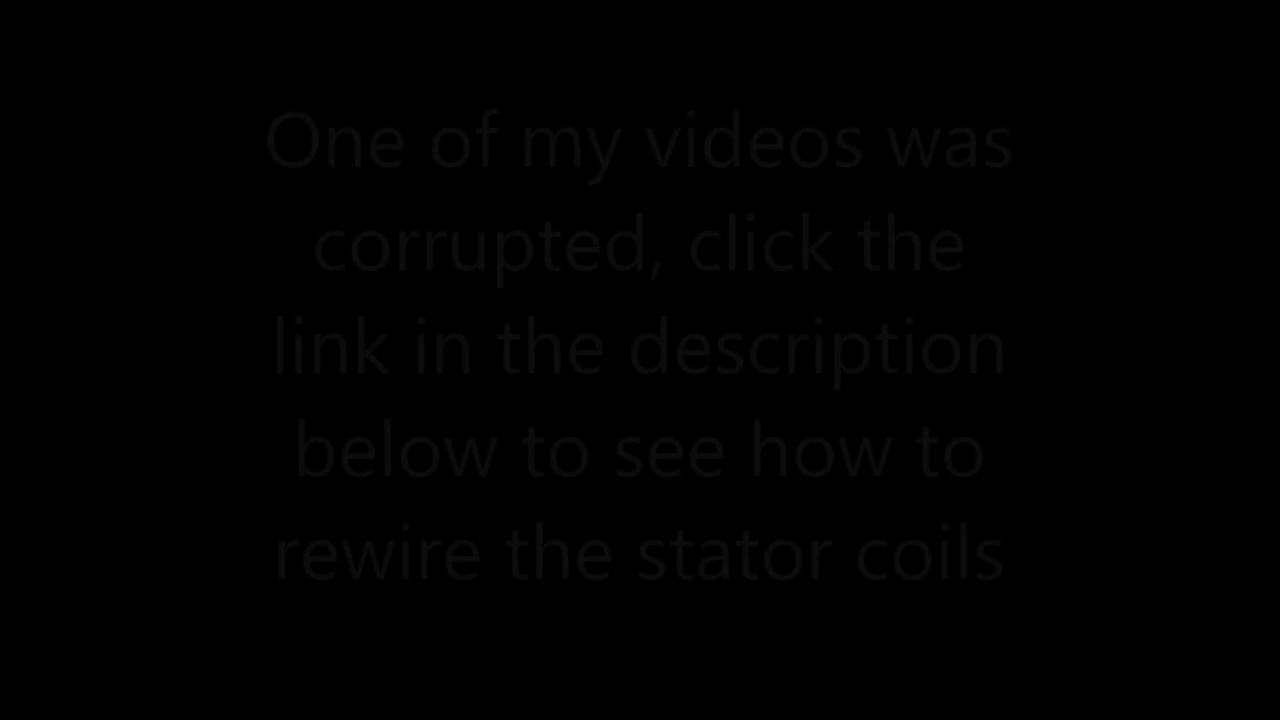 One of my videos was
corrupted, click the
link in the description
below to see how to
rewire the stator coils